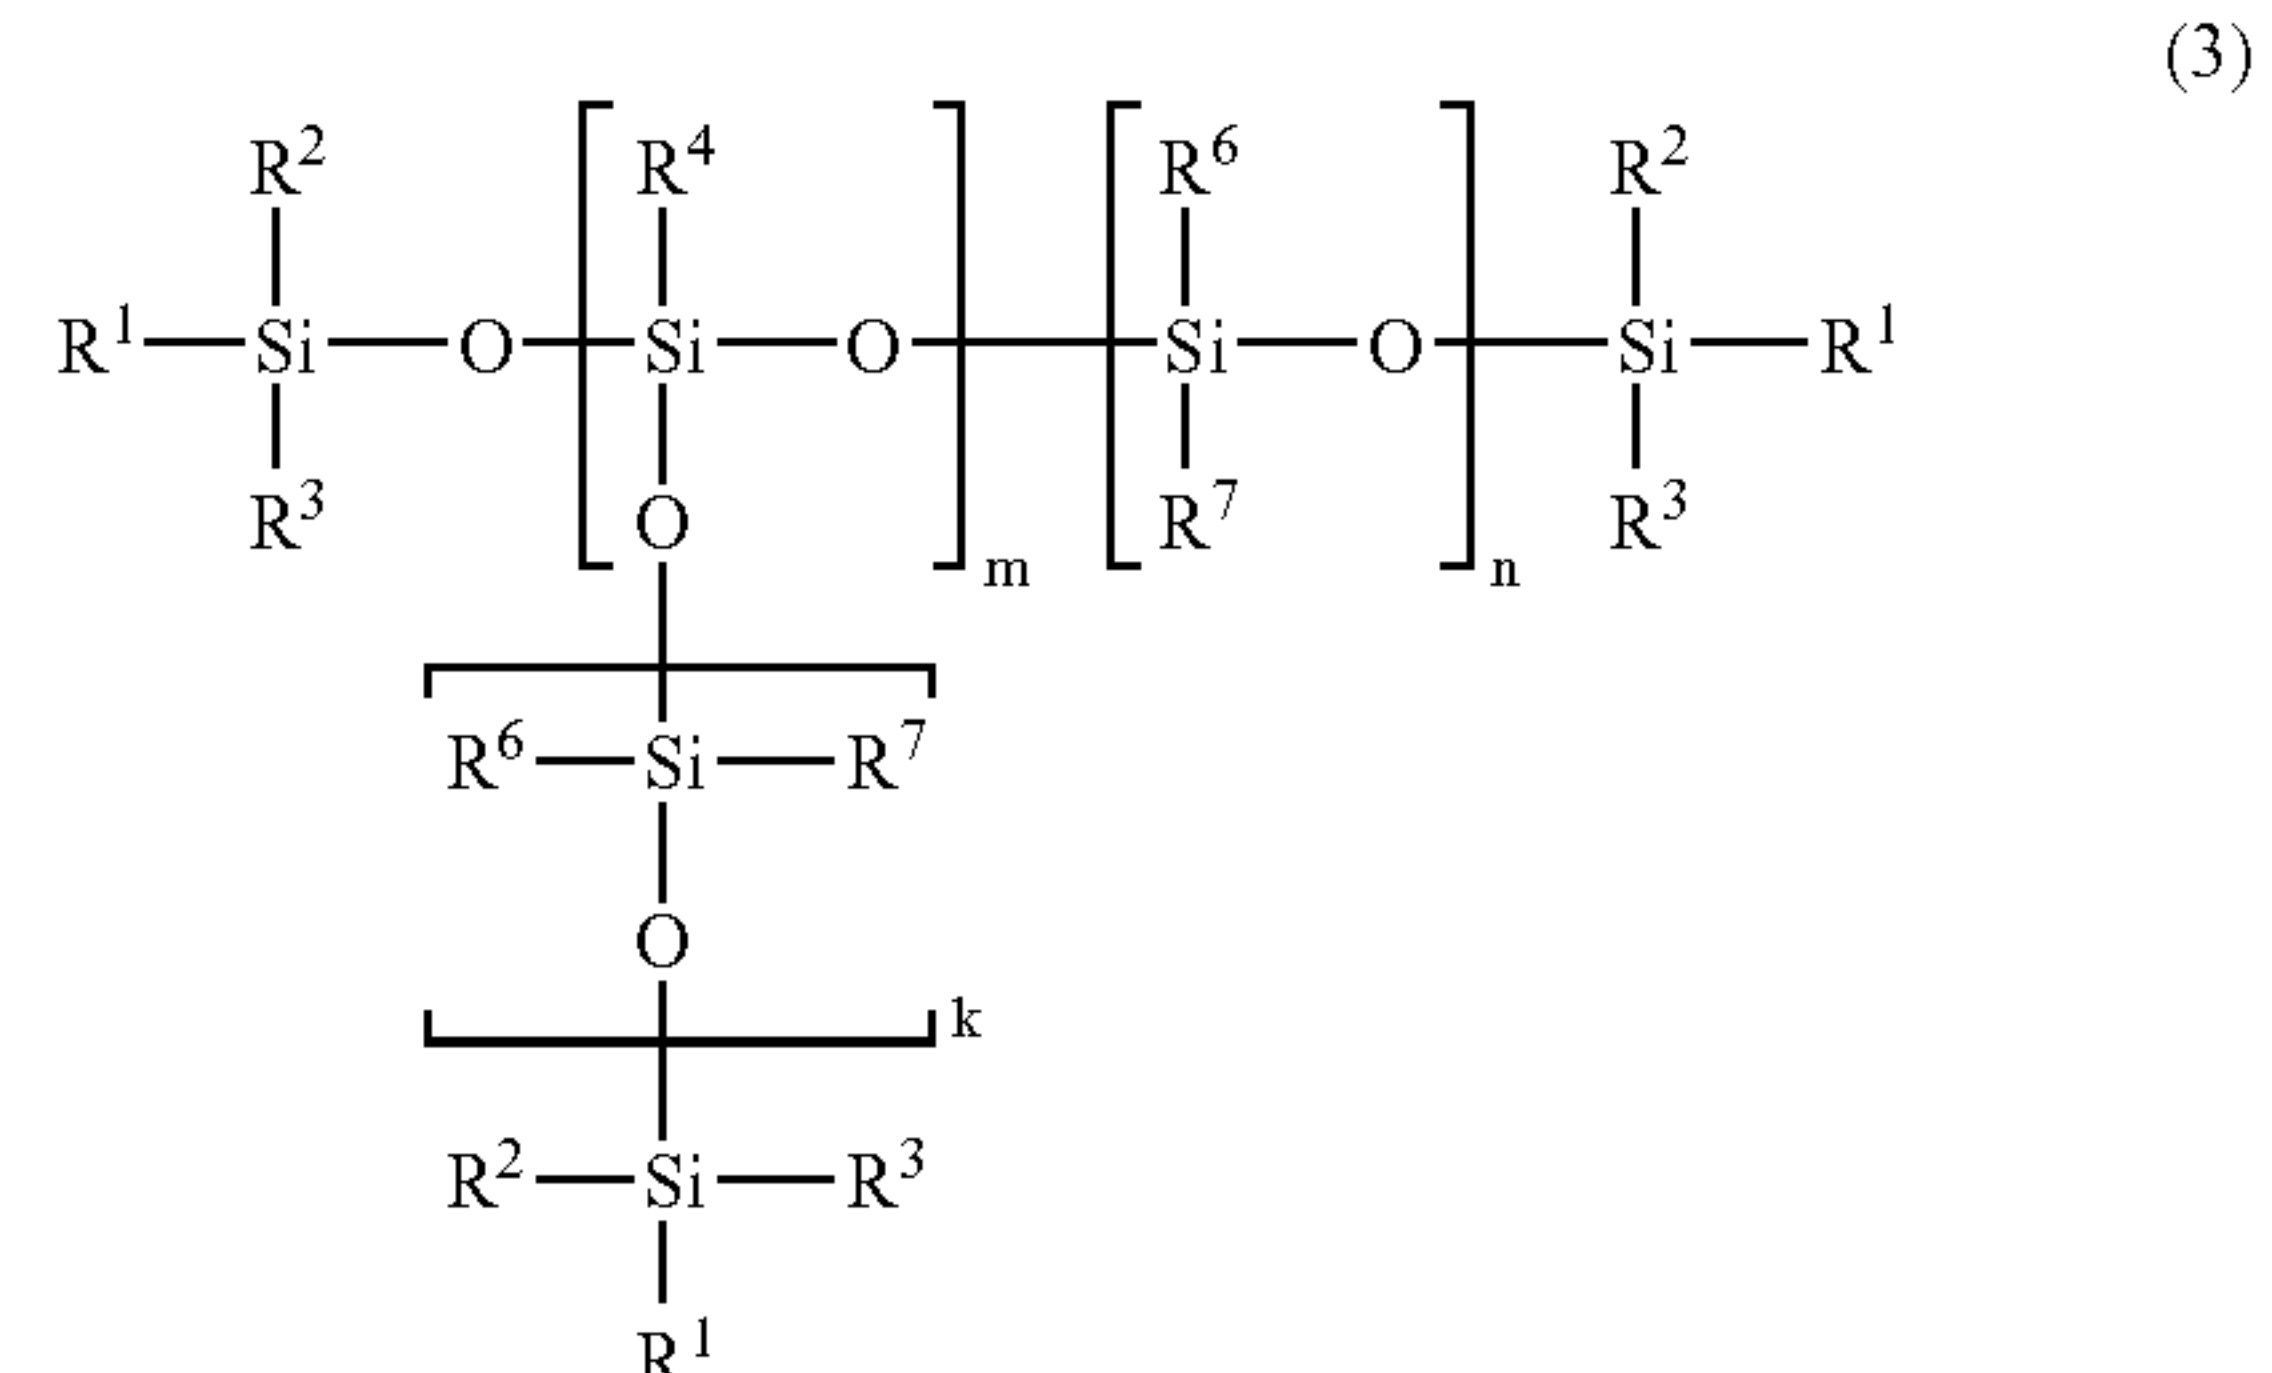 (3)
R² R⁴ R⁶ R²
R¹ Si O Si O Si O Si R¹
R³ O R⁷ R³
m n
R⁶ Si R⁷
O
k
R² Si R³
R¹